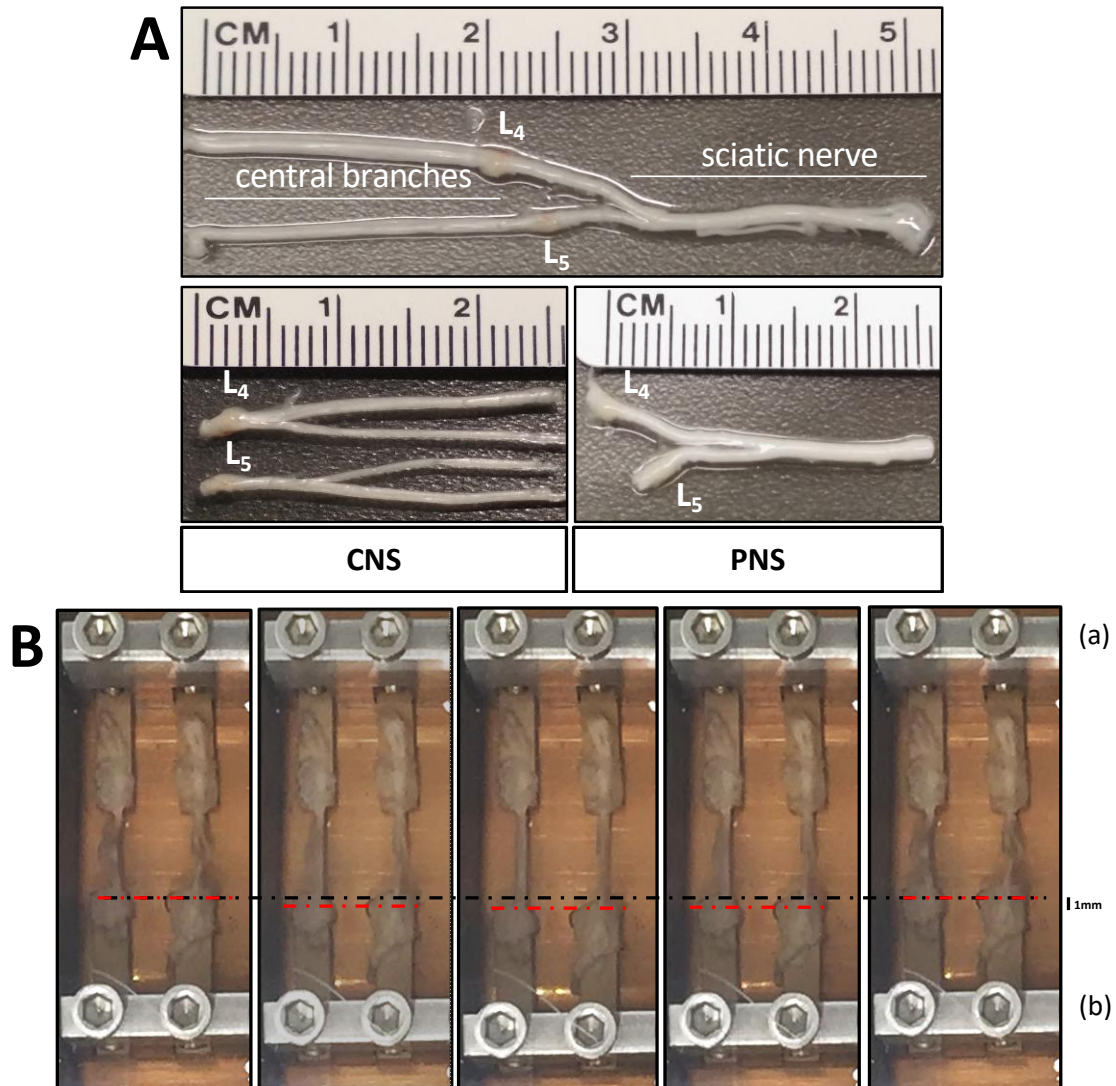 A
CM 1 2 3 4 5
L4
sciatic nerve
central branches
L5
CM 1 2
L4
L5
CM 1 2
L4
L5
CNS
PNS
B
(a)
1mm
(b)